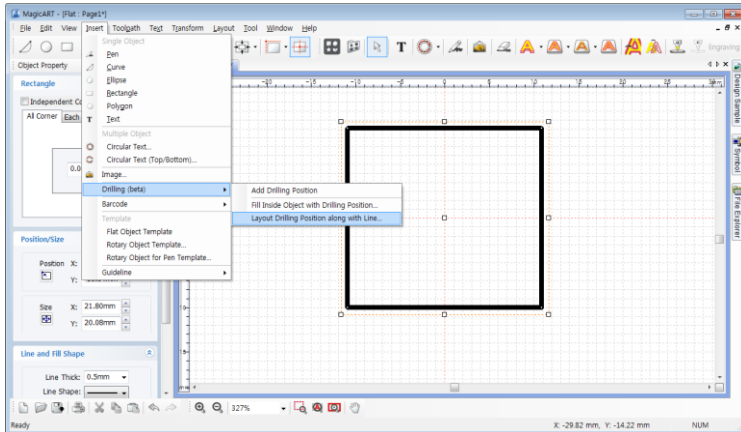 MagicART - [Flat : Page1*]
File Edit View Insert Toolpath Text Transform Layout Tool Window Help
Engraving
Object Property
Rectangle
Independent Co
All Corner Each
0.0
Position/Size
Position X:
Y:
Size X: 21.80mm
Y: 20.08mm
Line and Fill Shape
Line Thick: 0.5mm
Line Shape:
Single Object
Pen
Curve
Ellipse
Rectangle
Polygon
Text
Multiple Object
Circular Text...
Circular Text (Top/Bottom)...
Image...
Drilling (beta)
Barcode
Template
Flat Object Template
Rotary Object Template...
Rotary Object for Pen Template...
Guideline
Add Drilling Position
Fill Inside Object with Drilling Position...
Layout Drilling Position along with Line...
Design Sample
Symbol
File Explorer
327%
Ready
X: -29.82 mm, Y: -14.22 mm
NUM